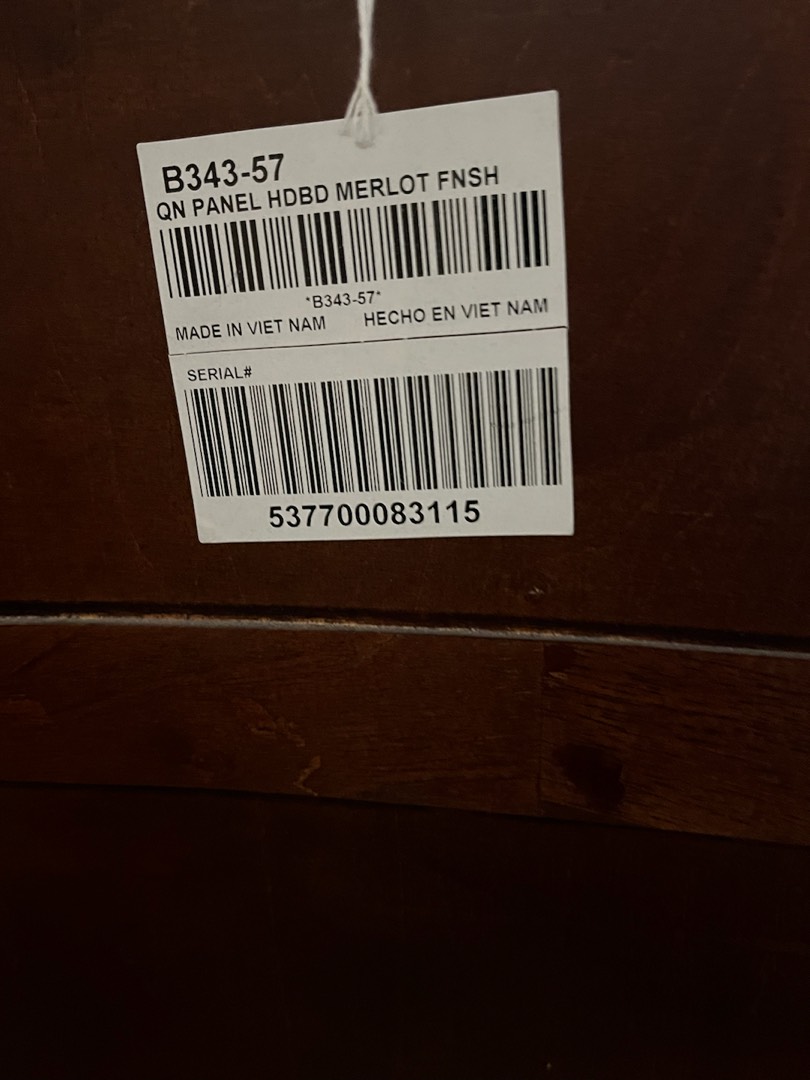 B343-57
QN PANEL HDBD MERLOT FNSH
*B343-57*
MADE IN VIET NAM HECHO EN VIET NAM
SERIAL#
537700083115